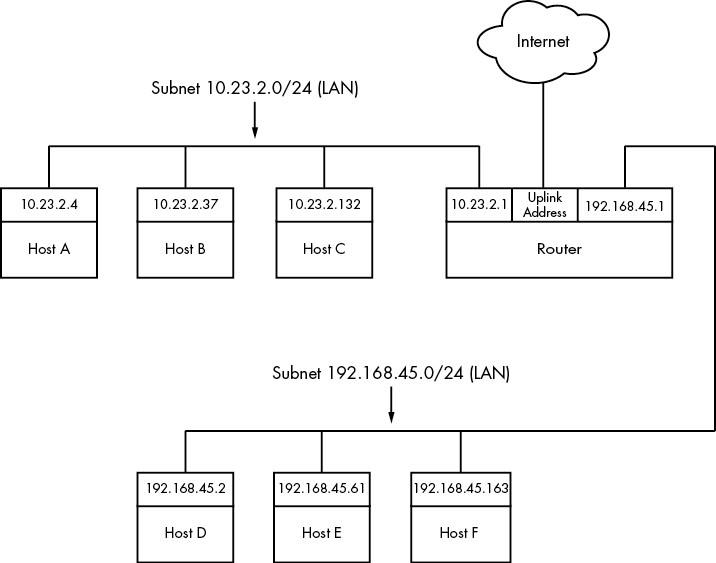 Internet
Subnet 10.23.2.0/24 (LAN)
10.23.2.4
Host A
10.23.2.37
Host B
10.23.2.132
Host C
10.23.2.1
Uplink
Address
192.168.45.1
Router
Subnet 192.168.45.0/24 (LAN)
192.168.45.2
Host D
192.168.45.61
Host E
192.168.45.163
Host F